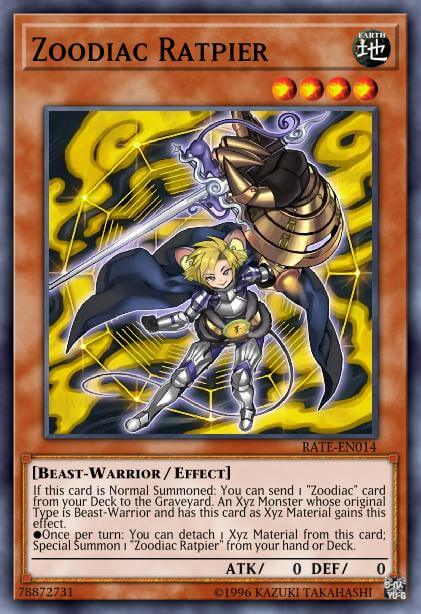 Zoodiac Ratpier
EARTH
地
RATE-EN014
[Beast-Warrior / Effect]
If this card is Normal Summoned: You can send 1 "Zoodiac" card
from your Deck to the Graveyard. An Xyz Monster whose original
Type is Beast-Warrior and has this card as Xyz Material gains this
effect.
●Once per turn: You can detach 1 Xyz Material from this card;
Special Summon 1 "Zoodiac Ratpier" from your hand or Deck.
ATK/ 0 DEF/ 0
78872731 ©1996 KAZUKI TAKAHASHI